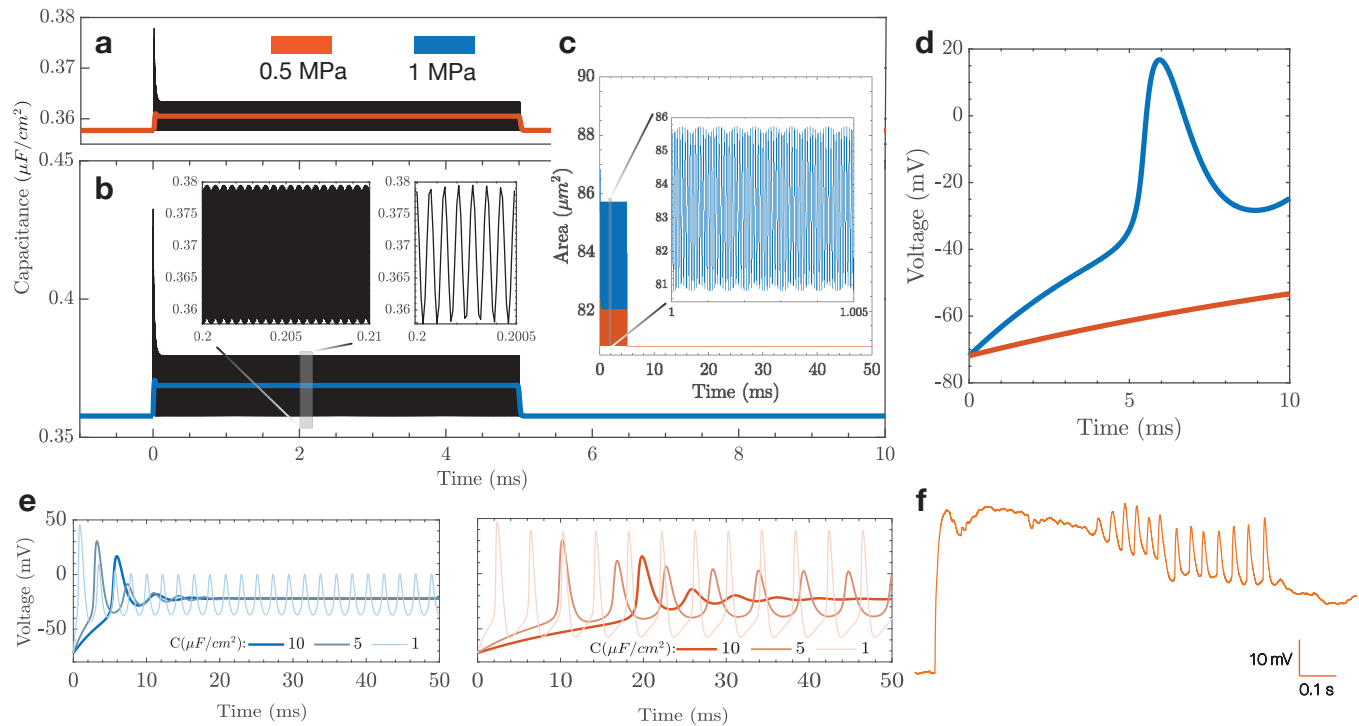 a
0.5 MPa
1 MPa
0.38
0.37
0.36
Capacitance (μF/cm²)
b
0.45
0.4
0.35
0.38
0.375
0.37
0.365
0.36
0.2 0.205 0.21
0.38
0.375
0.37
0.365
0.36
0.2 0.2005
0 2 4 6 8 10
Time (ms)
c
90
88
86
84
82
Area (μm²)
86
85
84
83
82
81
1 1.005
0 10 20 30 40 50
Time (ms)
d
20
0
-20
-40
-60
-80
Voltage (mV)
0 5 10
Time (ms)
e
50
0
-50
Voltage (mV)
C(μF/cm²): 10 5 1
0 10 20 30 40 50
Time (ms)
C(μF/cm²): 10 5 1
0 10 20 30 40 50
Time (ms)
f
10 mV
0.1 s